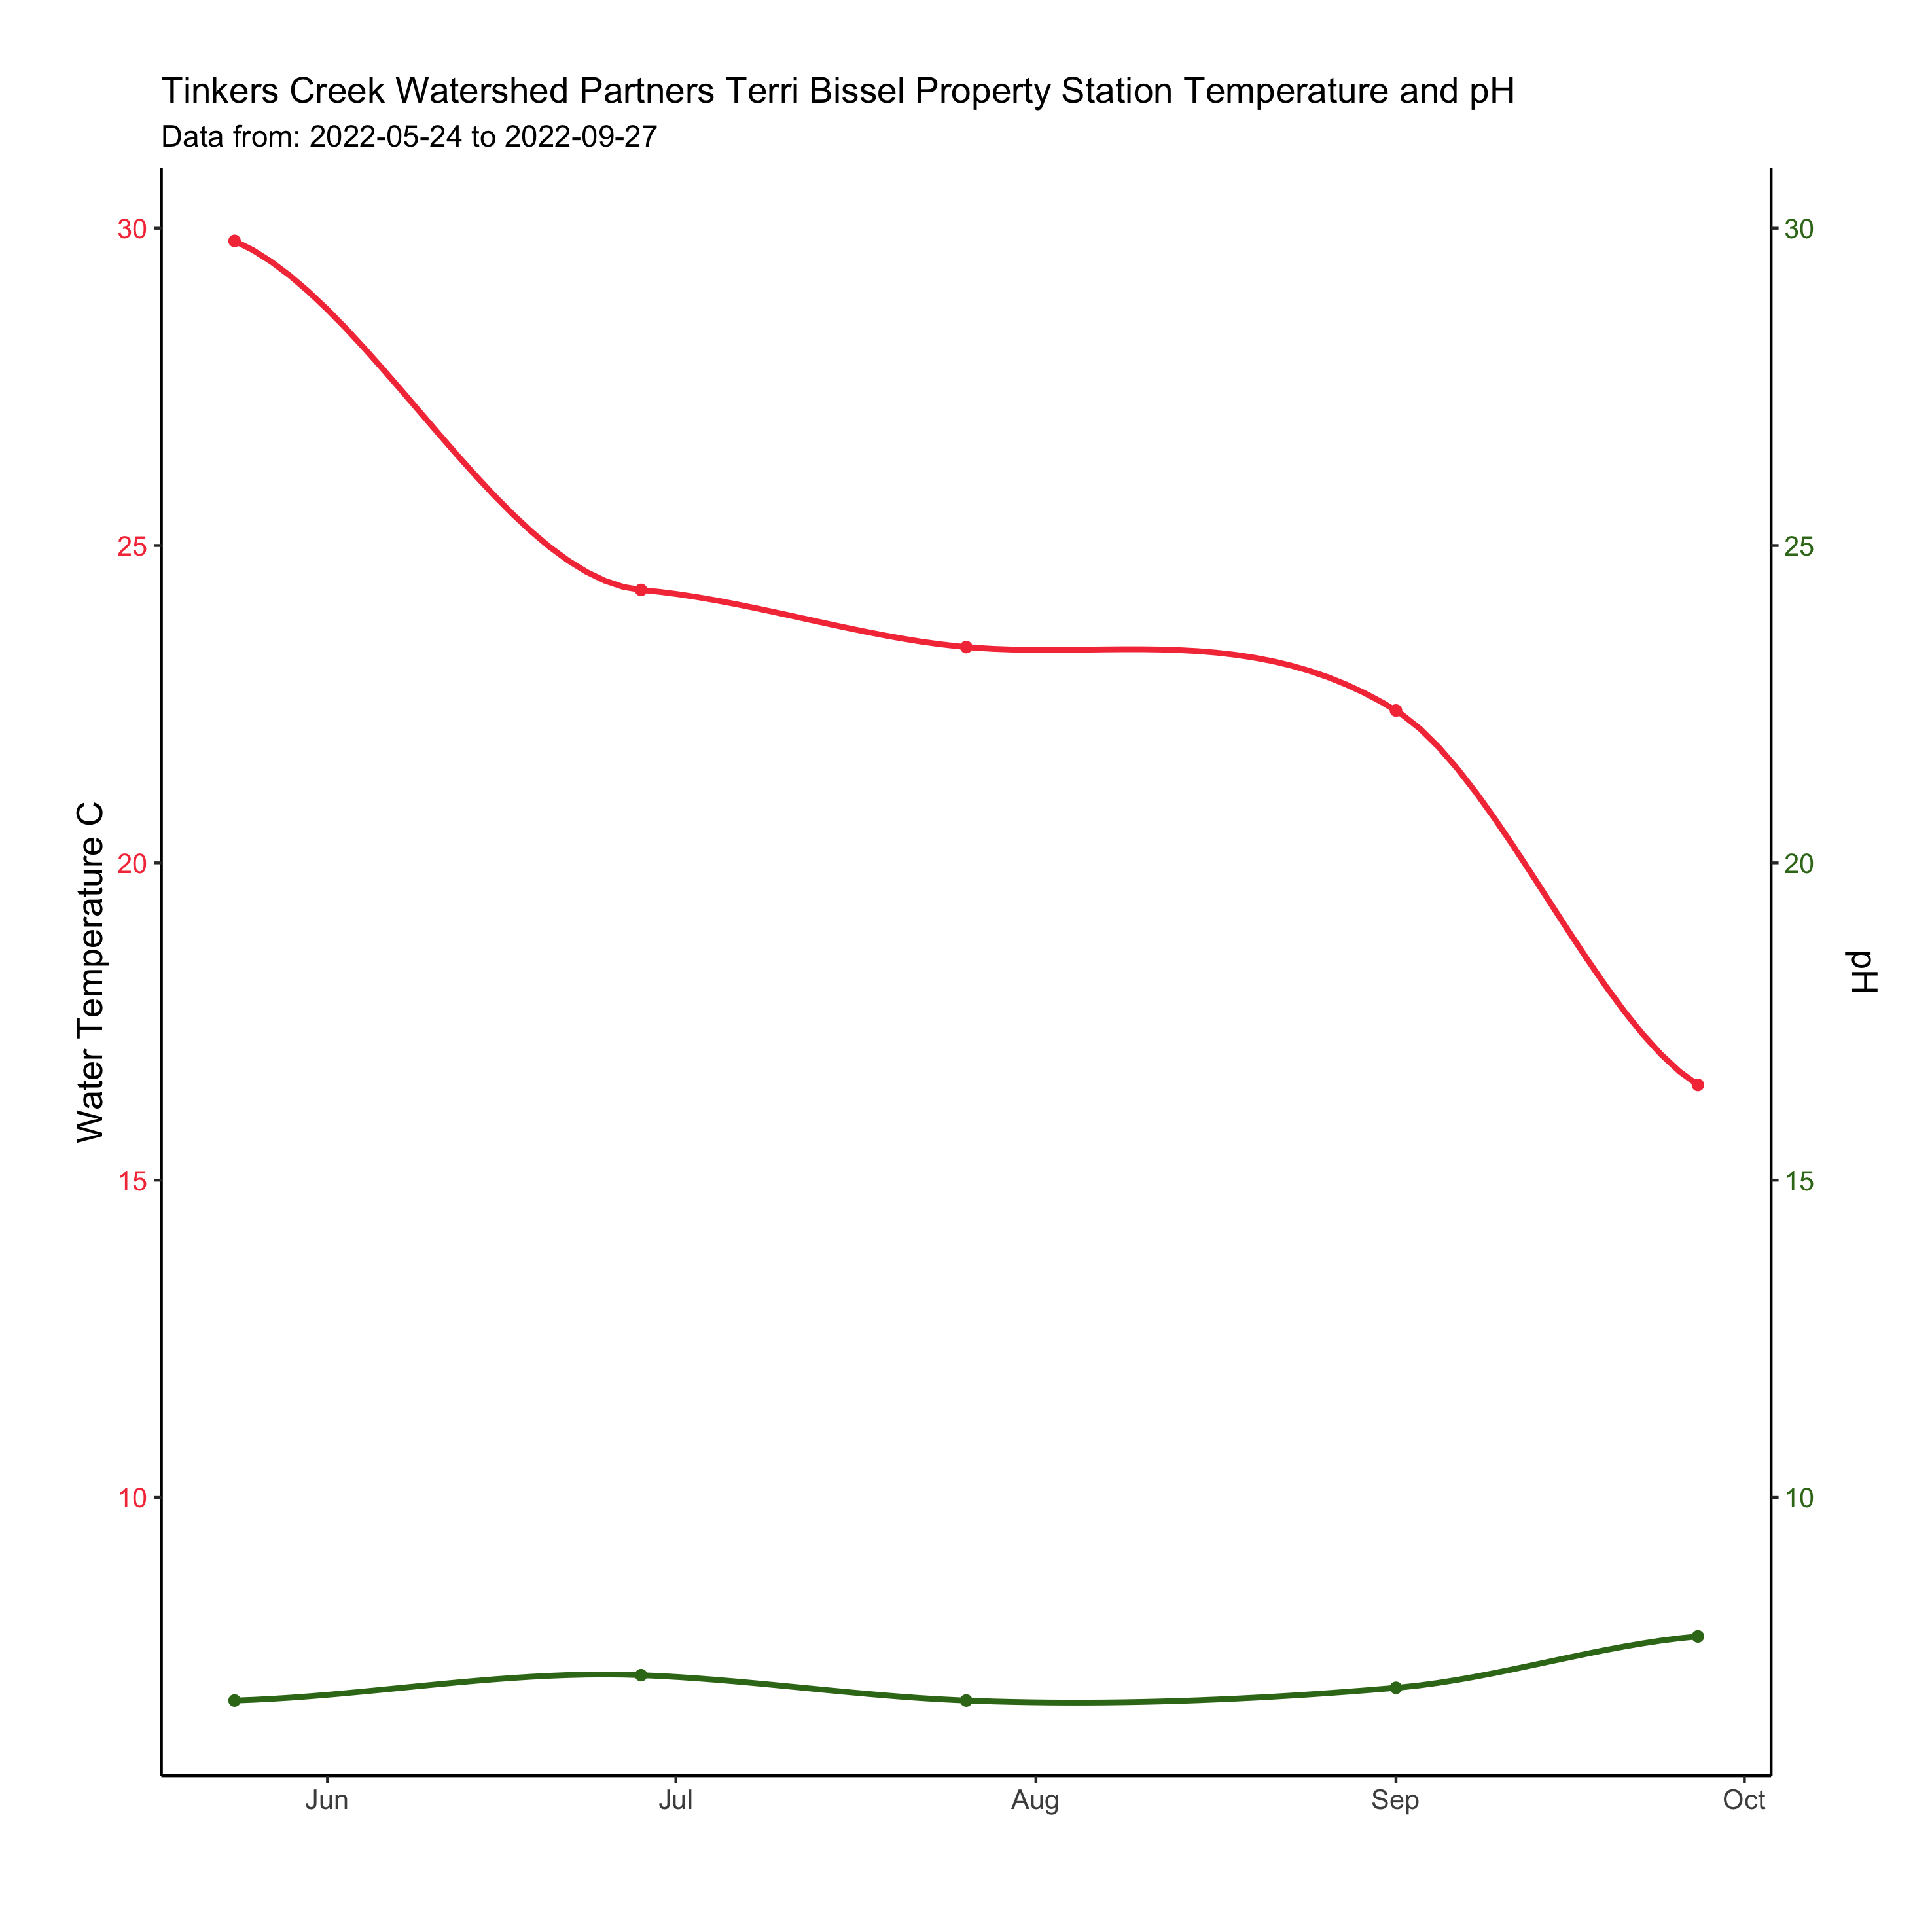 Tinkers Creek Watershed Partners Terri Bissel Property Station Temperature and pH
Data from: 2022-05-24 to 2022-09-27
Water Temperature C
30
25
20
15
10
30
25
20
15
10
pH
Jun Jul Aug Sep Oct